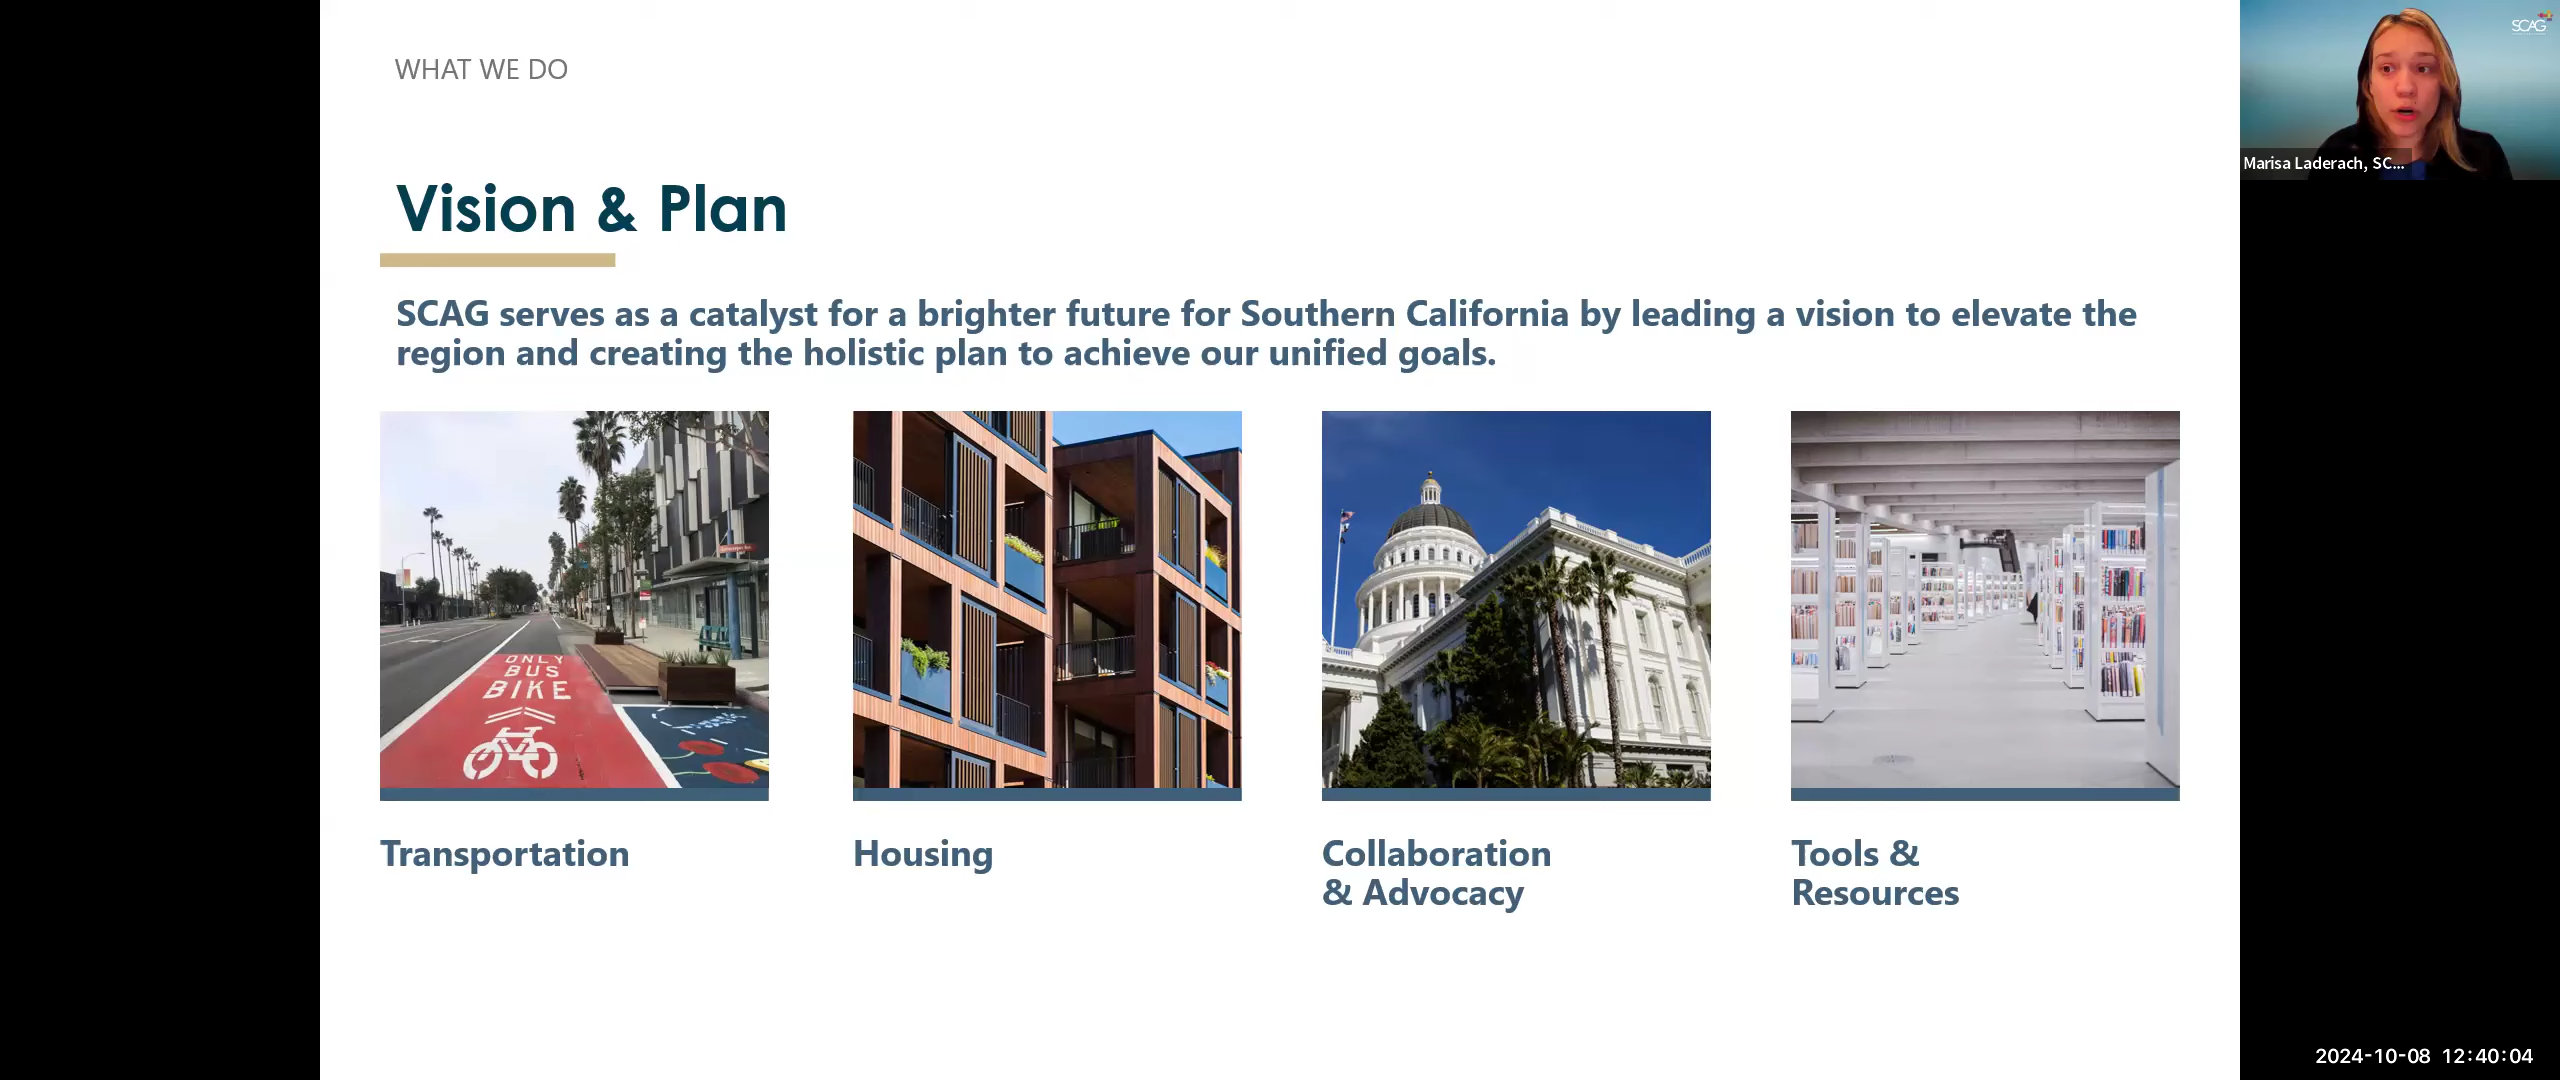 WHAT WE DO
SCAG
Marisa Laderach, SC...
Vision & Plan
SCAG serves as a catalyst for a brighter future for Southern California by leading a vision to elevate the
region and creating the holistic plan to achieve our unified goals.
ONLY
BUS
BIKE
Transportation
Housing
Collaboration
& Advocacy
Tools &
Resources
2024-10-08 12:40:04